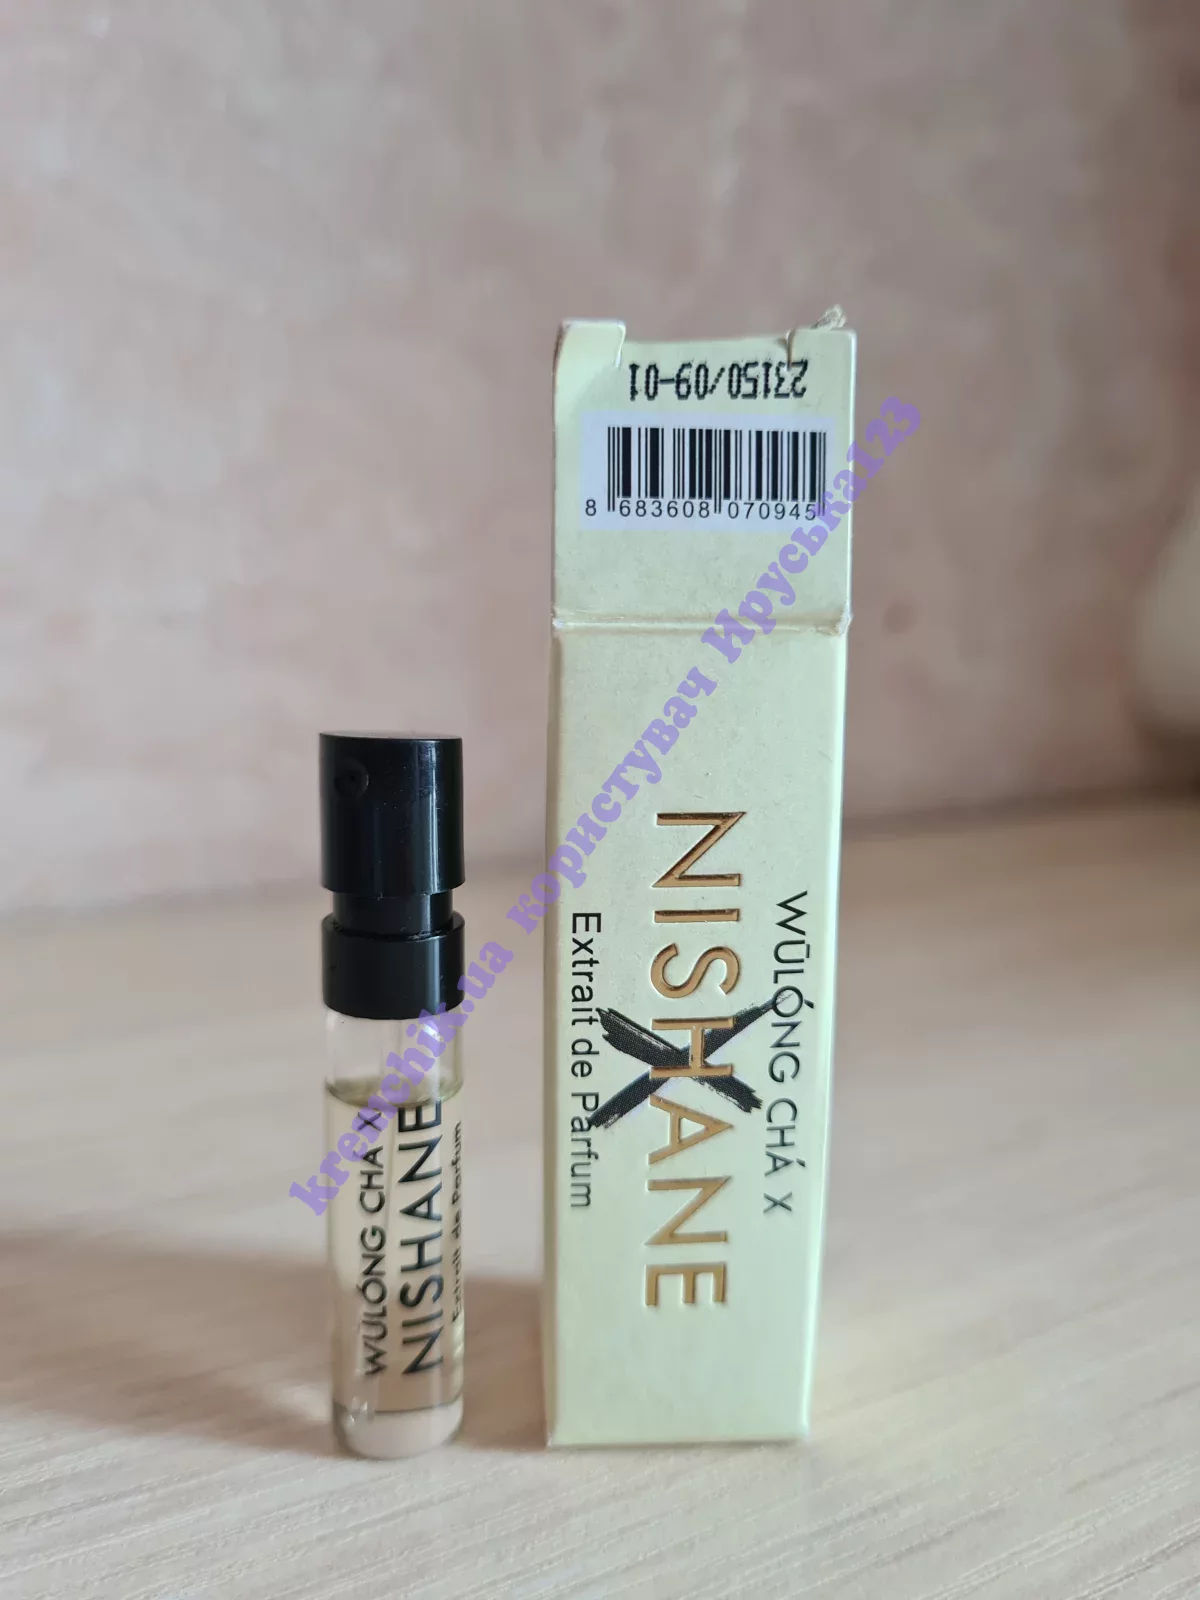 23150/09-01
8 683608 070945
WŪLÓNG CHÁ X
NISHANE
Extrait de Parfum
WŪLÓNG CHÁ X
NISHANE
Extrait de Parfum
kremchik.ua користувач Ируська123